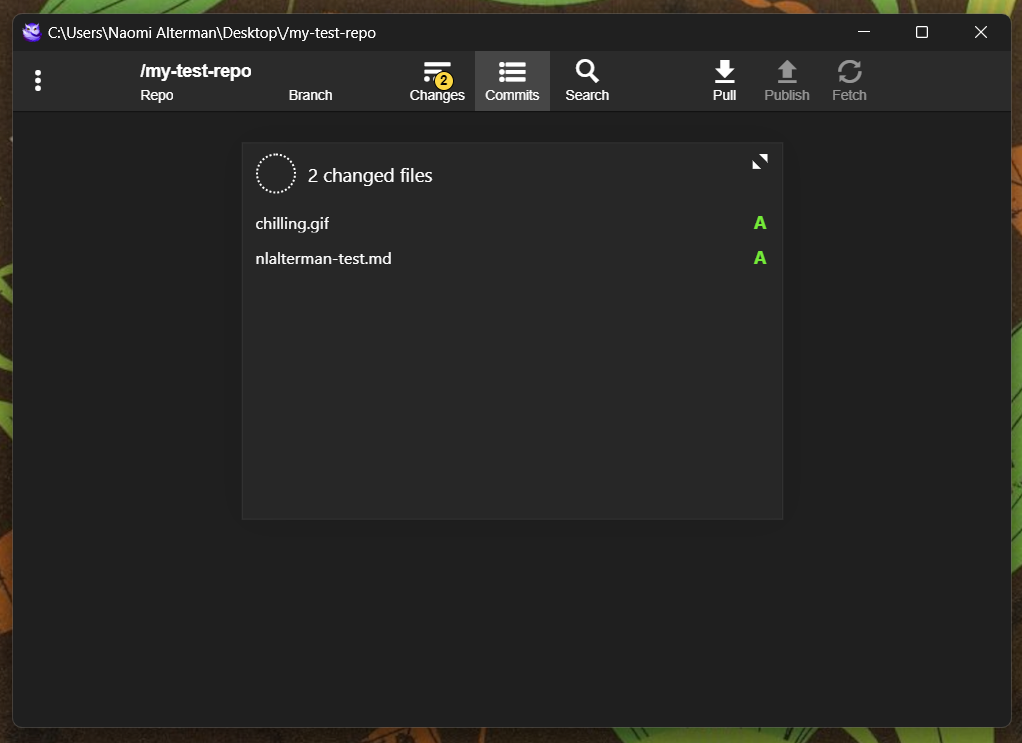 C:\Users\Naomi Alterman\Desktop\/my-test-repo
/my-test-repo
Repo
Branch
2
Changes
Commits
Search
Pull
Publish
Fetch
2 changed files
chilling.gif A
nlalterman-test.md A